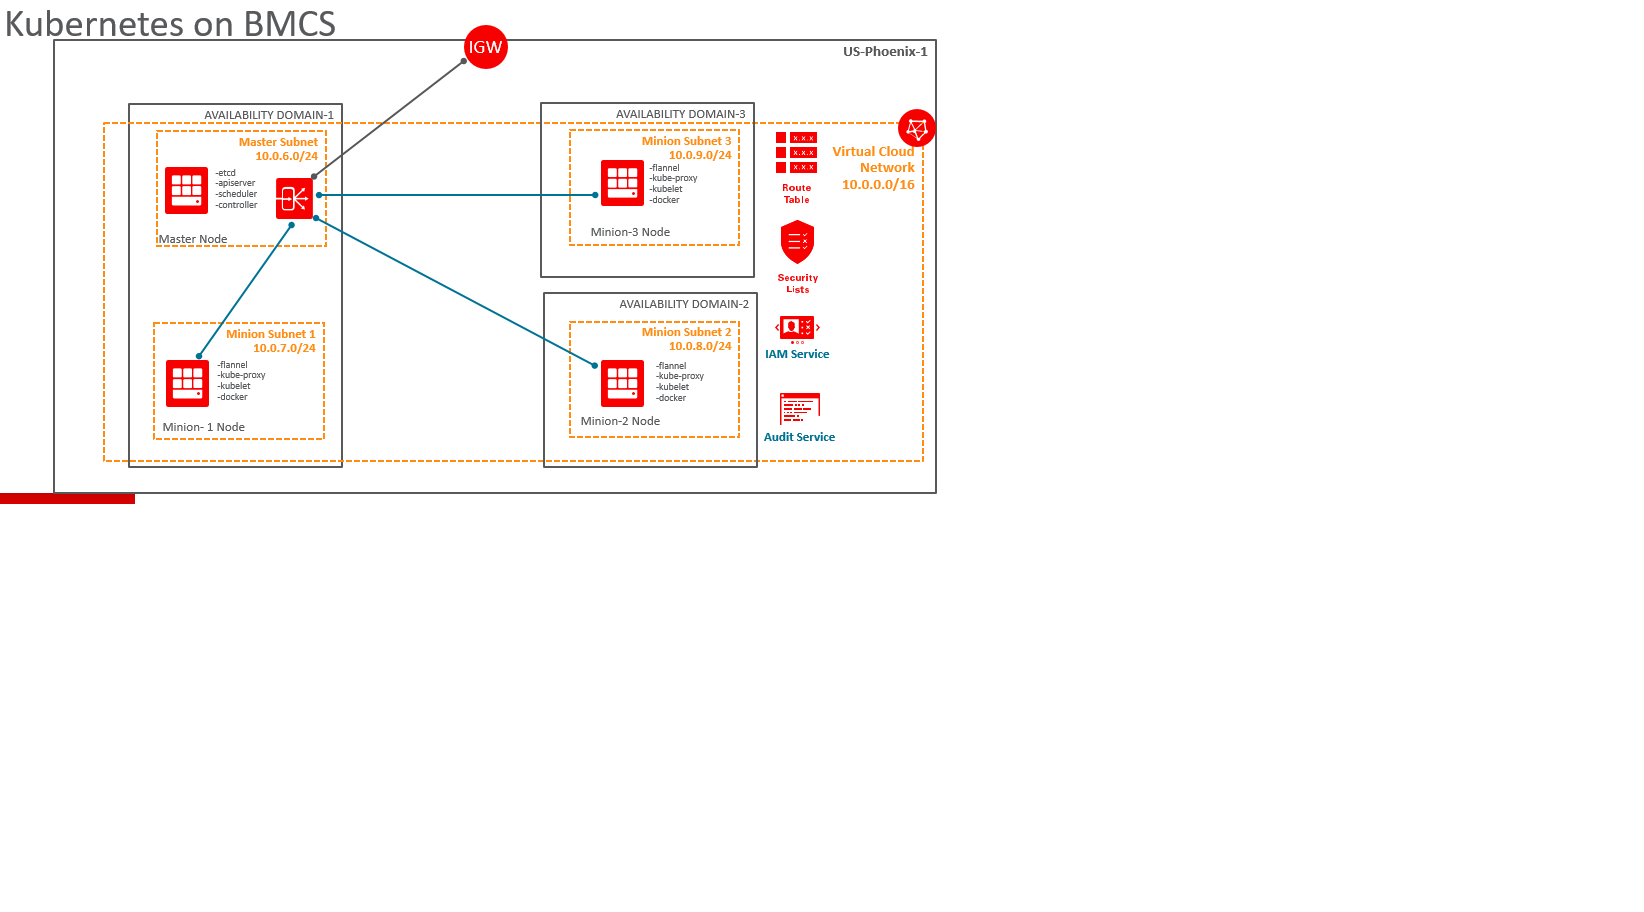 Kubernetes on BMCS
IGW
US-Phoenix-1
AVAILABILITY DOMAIN-1
Master Subnet
10.0.6.0/24
-etcd
-apiserver
-scheduler
-controller
Master Node
Minion Subnet 1
10.0.7.0/24
-flannel
-kube-proxy
-kubelet
-docker
Minion- 1 Node
AVAILABILITY DOMAIN-3
Minion Subnet 3
10.0.9.0/24
-flannel
-kube-proxy
-kubelet
-docker
Minion-3 Node
AVAILABILITY DOMAIN-2
Minion Subnet 2
10.0.8.0/24
-flannel
-kube-proxy
-kubelet
-docker
Minion-2 Node
x.x.x
x.x.x
x.x.x
Route
Table
Virtual Cloud
Network
10.0.0.0/16
Security
Lists
IAM Service
Audit Service